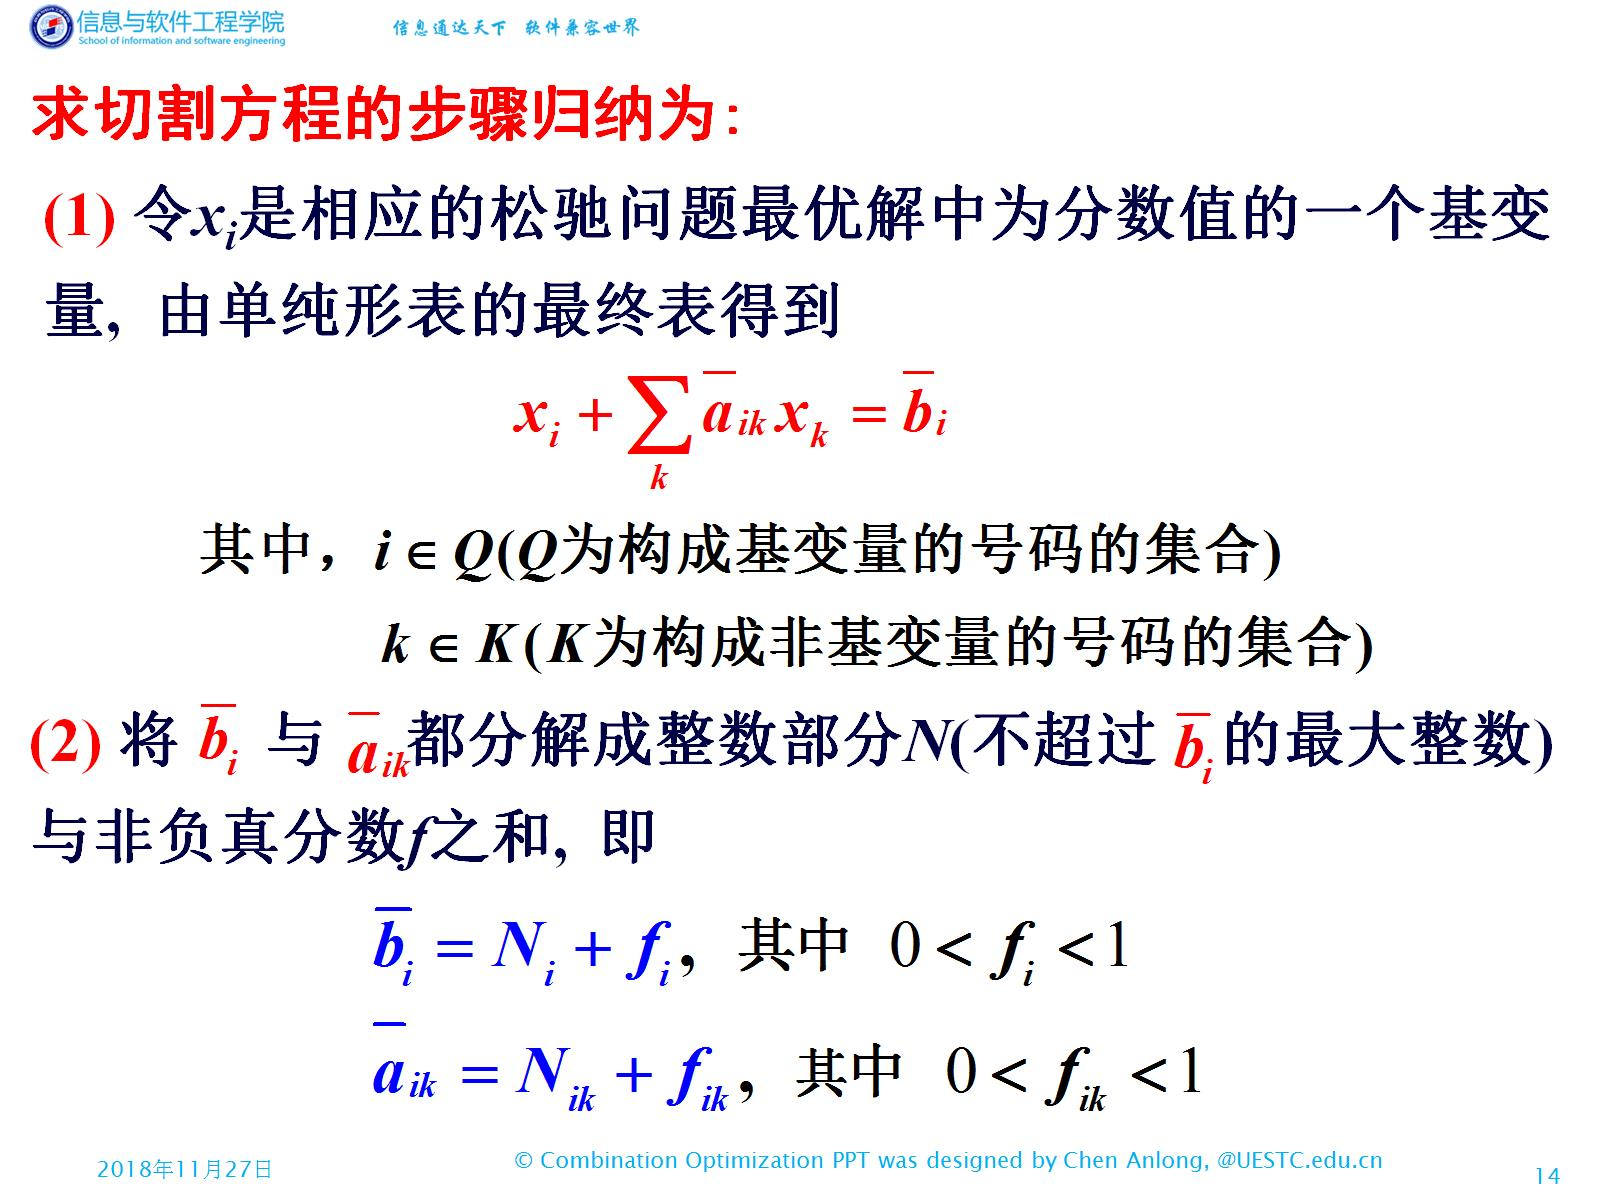 信息与软件工程学院
School of information and software engineering
信息通达天下 软件兼容世界
求切割方程的步骤归纳为:
(1) 令xᵢ是相应的松驰问题最优解中为分数值的一个基变
量, 由单纯形表的最终表得到
xᵢ + ∑ₖ a̅ᵢₖ xₖ = b̅ᵢ
其中，i ∈ Q(Q为构成基变量的号码的集合)
k ∈ K(K为构成非基变量的号码的集合)
(2) 将 b̅ᵢ 与 a̅ᵢₖ都分解成整数部分N(不超过 b̅ᵢ 的最大整数)
与非负真分数f之和, 即
b̅ᵢ = Nᵢ + fᵢ，其中 0 < fᵢ < 1
a̅ᵢₖ = Nᵢₖ + fᵢₖ，其中 0 < fᵢₖ < 1
2018年11月27日
© Combination Optimization PPT was designed by Chen Anlong, @UESTC.edu.cn
14